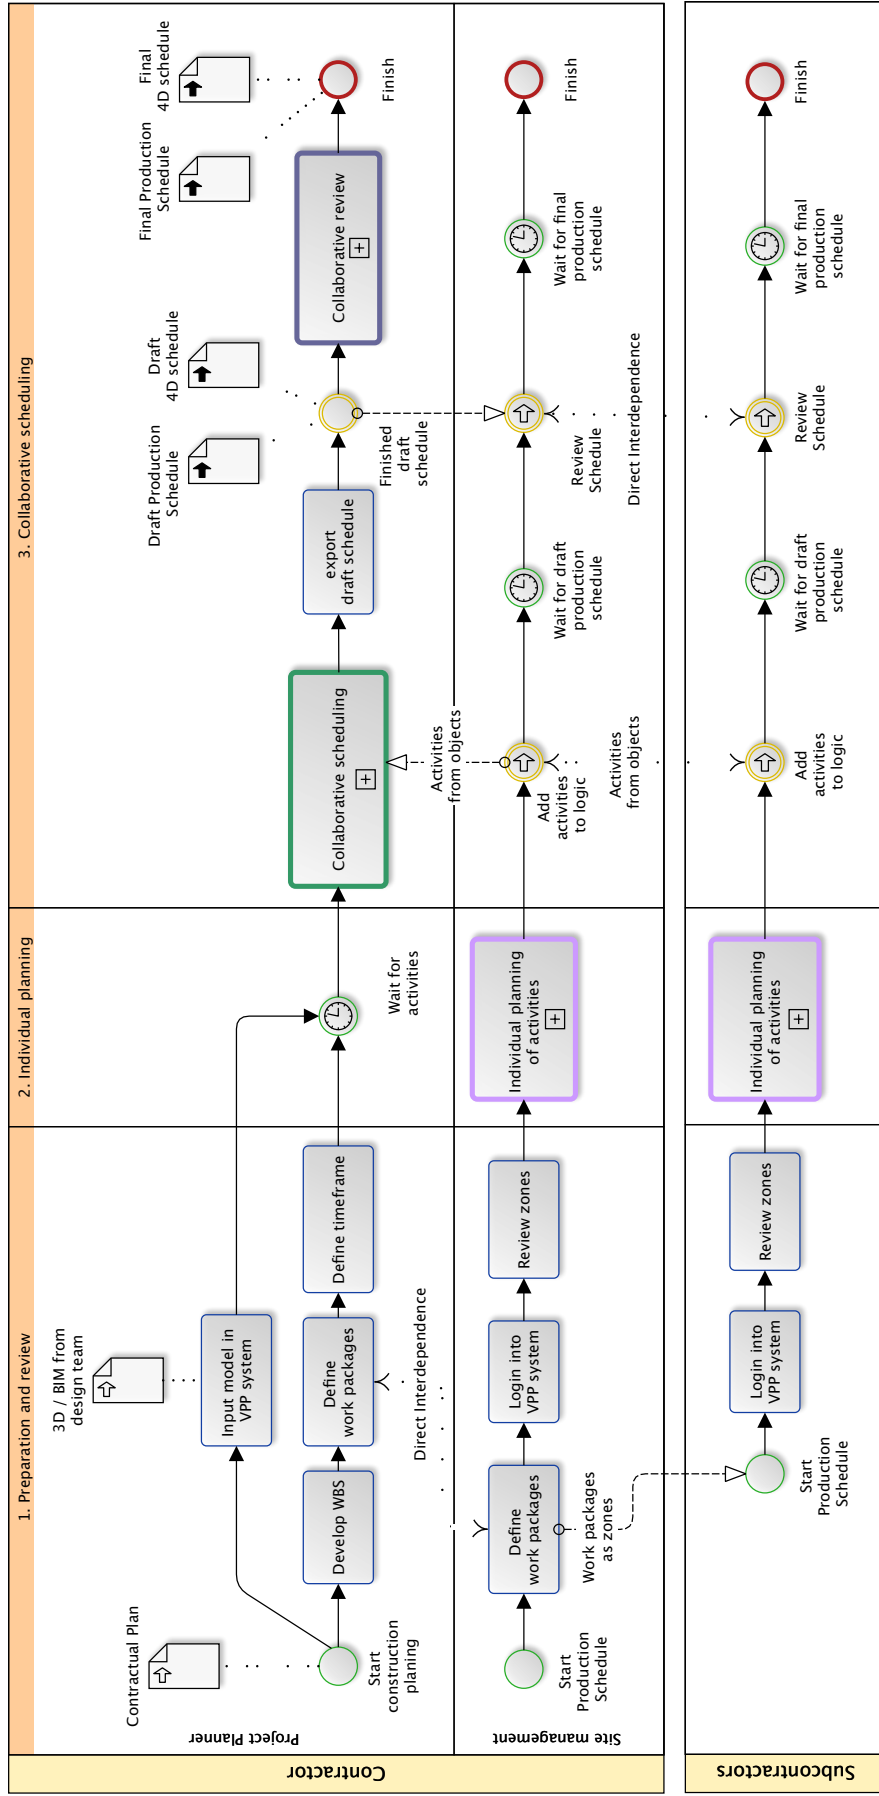 1. Preparation and review
2. Individual planning
3. Collaborative scheduling
Contractor
Project Planner
Contractual Plan
Start
construction
planing
3D / BIM from
design team
Input model in
VPP system
Develop WBS
Define
work packages
Define timeframe
Direct Interdependence
Wait for
activities
Collaborative scheduling
Activities
from objects
export
draft schedule
Draft Production
Schedule
Draft
4D schedule
Finished
draft
schedule
Collaborative review
Final Production
Schedule
Final
4D schedule
Finish
Site management
Start
Production
Schedule
Define
work packages
Work packages
as zones
Login into
VPP system
Review zones
Individual planning
of activities
Add
activities
to logic
Activities
from objects
Wait for draft
production
schedule
Review
Schedule
Direct Interdependence
Wait for final
production
schedule
Finish
Subcontractors
Start
Production
Schedule
Login into
VPP system
Review zones
Individual planning
of activities
Add
activities
to logic
Wait for draft
production
schedule
Review
Schedule
Wait for final
production
schedule
Finish